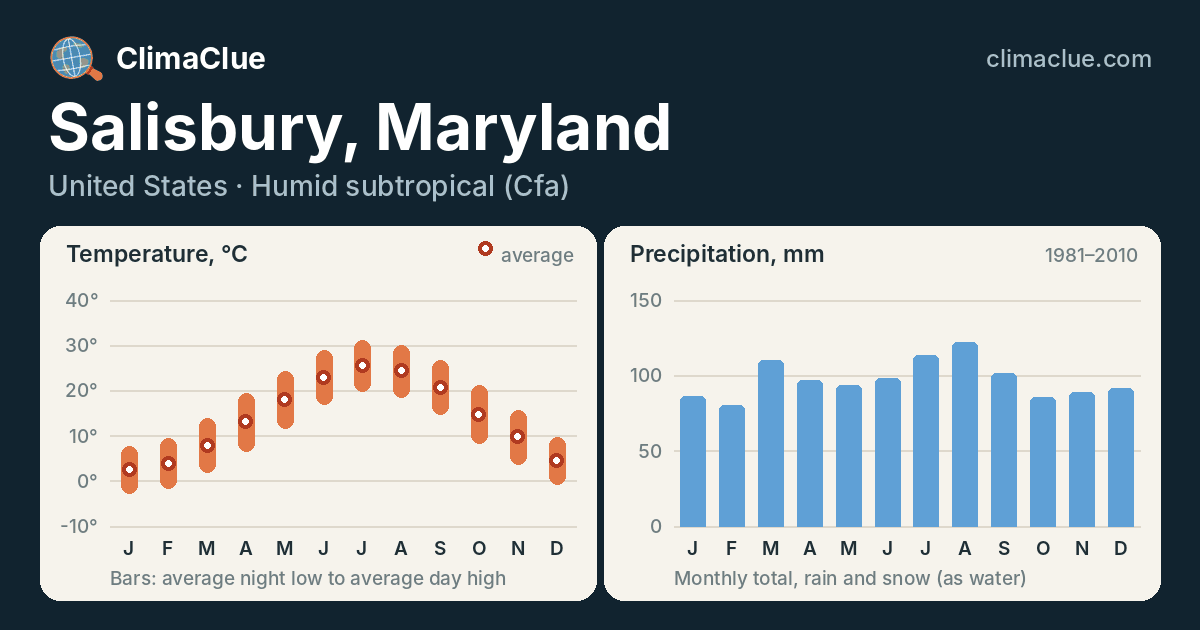 ClimaClue
climaclue.com
Salisbury, Maryland
United States · Humid subtropical (Cfa)
Temperature, °C
average
40°
30°
20°
10°
0°
-10°
J F M A M J J A S O N D
Bars: average night low to average day high
Precipitation, mm
1981–2010
150
100
50
0
J F M A M J J A S O N D
Monthly total, rain and snow (as water)